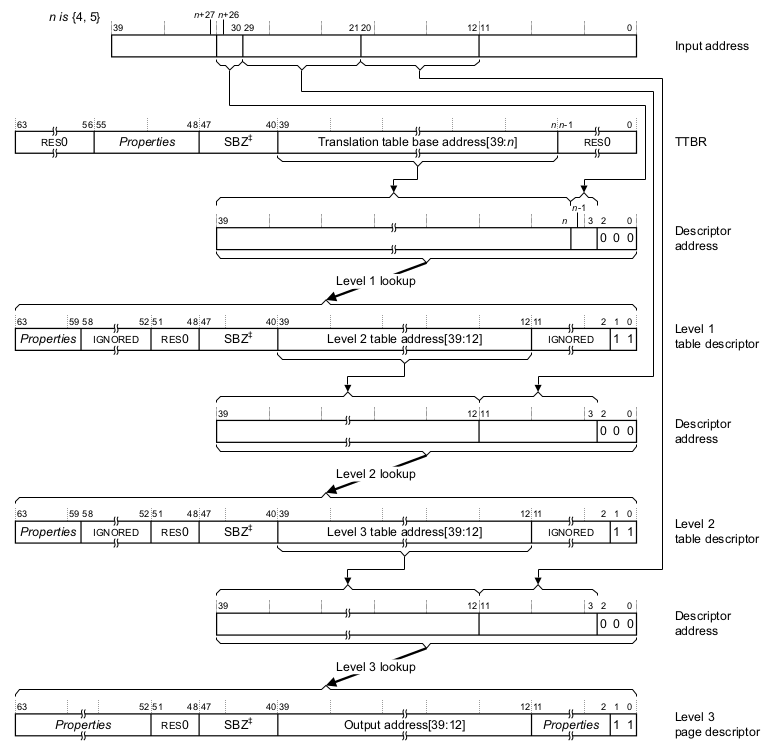 n is {4, 5}
n+27 n+26
39 30 29 21 20 12 11 0
Input address
63 56 55 48 47 40 39 n n-1 0
RES0 Properties SBZ‡ Translation table base address[39:n] RES0
TTBR
n-1
39 n 3 2 0
0 0 0
Descriptor
address
Level 1 lookup
63 59 58 52 51 48 47 40 39 12 11 2 1 0
Properties IGNORED RES0 SBZ‡ Level 2 table address[39:12] IGNORED 1 1
Level 1
table descriptor
39 12 11 3 2 0
0 0 0
Descriptor
address
Level 2 lookup
63 59 58 52 51 48 47 40 39 12 11 2 1 0
Properties IGNORED RES0 SBZ‡ Level 3 table address[39:12] IGNORED 1 1
Level 2
table descriptor
39 12 11 3 2 0
0 0 0
Descriptor
address
Level 3 lookup
63 52 51 48 47 40 39 12 11 2 1 0
Properties RES0 SBZ‡ Output address[39:12] Properties 1 1
Level 3
page descriptor